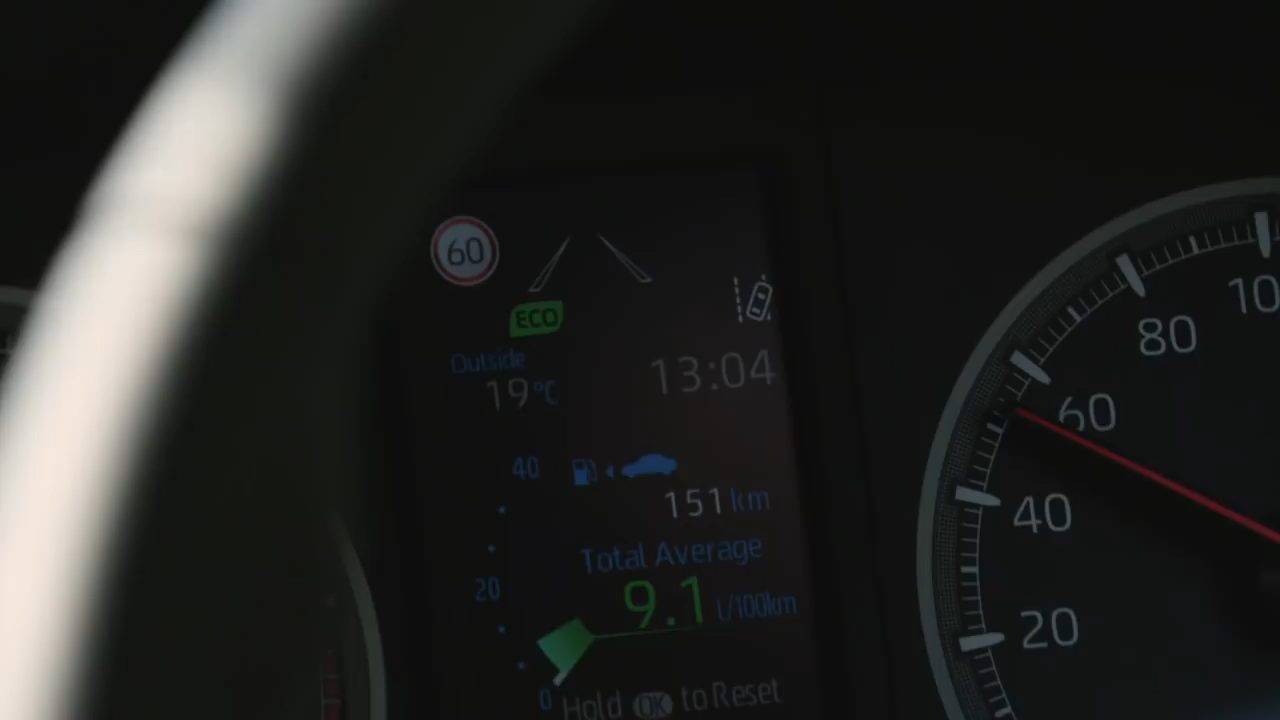 60
ECO
Outside
19°C
13:04
40
151 km
Total Average
20
9.1 l/100km
0
Hold OK to Reset
20
40
60
80